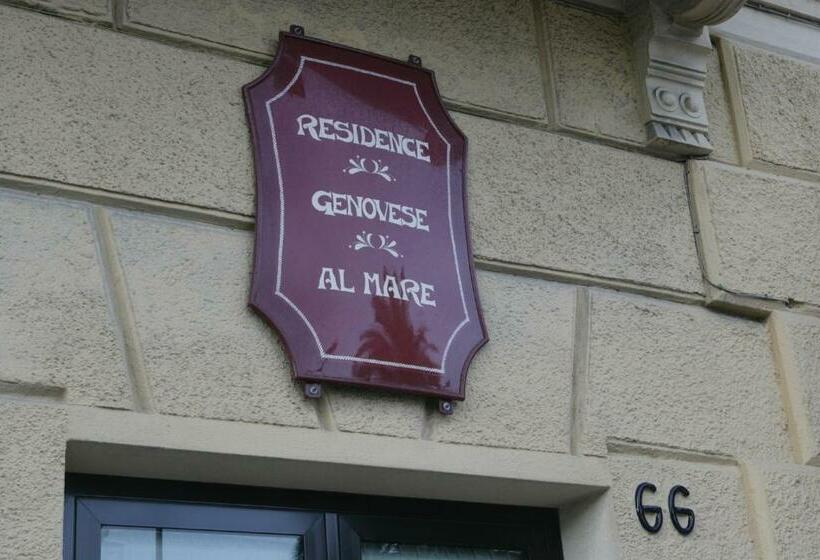 RESIDENCE
GENOVESE
AL MARE
66